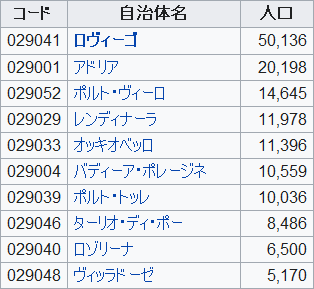 コード 自治体名 人口
029041 ロヴィーゴ 50,136
029001 アドリア 20,198
029052 ポルト・ヴィーロ 14,645
029029 レンディナーラ 11,978
029033 オッキオベッロ 11,396
029004 バディーア・ポレージネ 10,559
029039 ポルト・トッレ 10,036
029046 ターリオ・ディ・ポー 8,486
029040 ロゾリーナ 6,500
029048 ヴィッラドーゼ 5,170